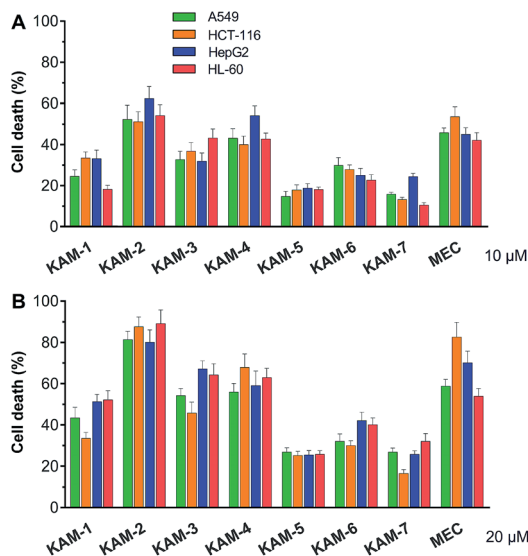 A
A549
HCT-116
HepG2
HL-60
Cell death (%)
100
80
60
40
20
0
KAM-1 KAM-2 KAM-3 KAM-4 KAM-5 KAM-6 KAM-7 MEC
10 µM
B
Cell death (%)
100
80
60
40
20
0
KAM-1 KAM-2 KAM-3 KAM-4 KAM-5 KAM-6 KAM-7 MEC
20 µM